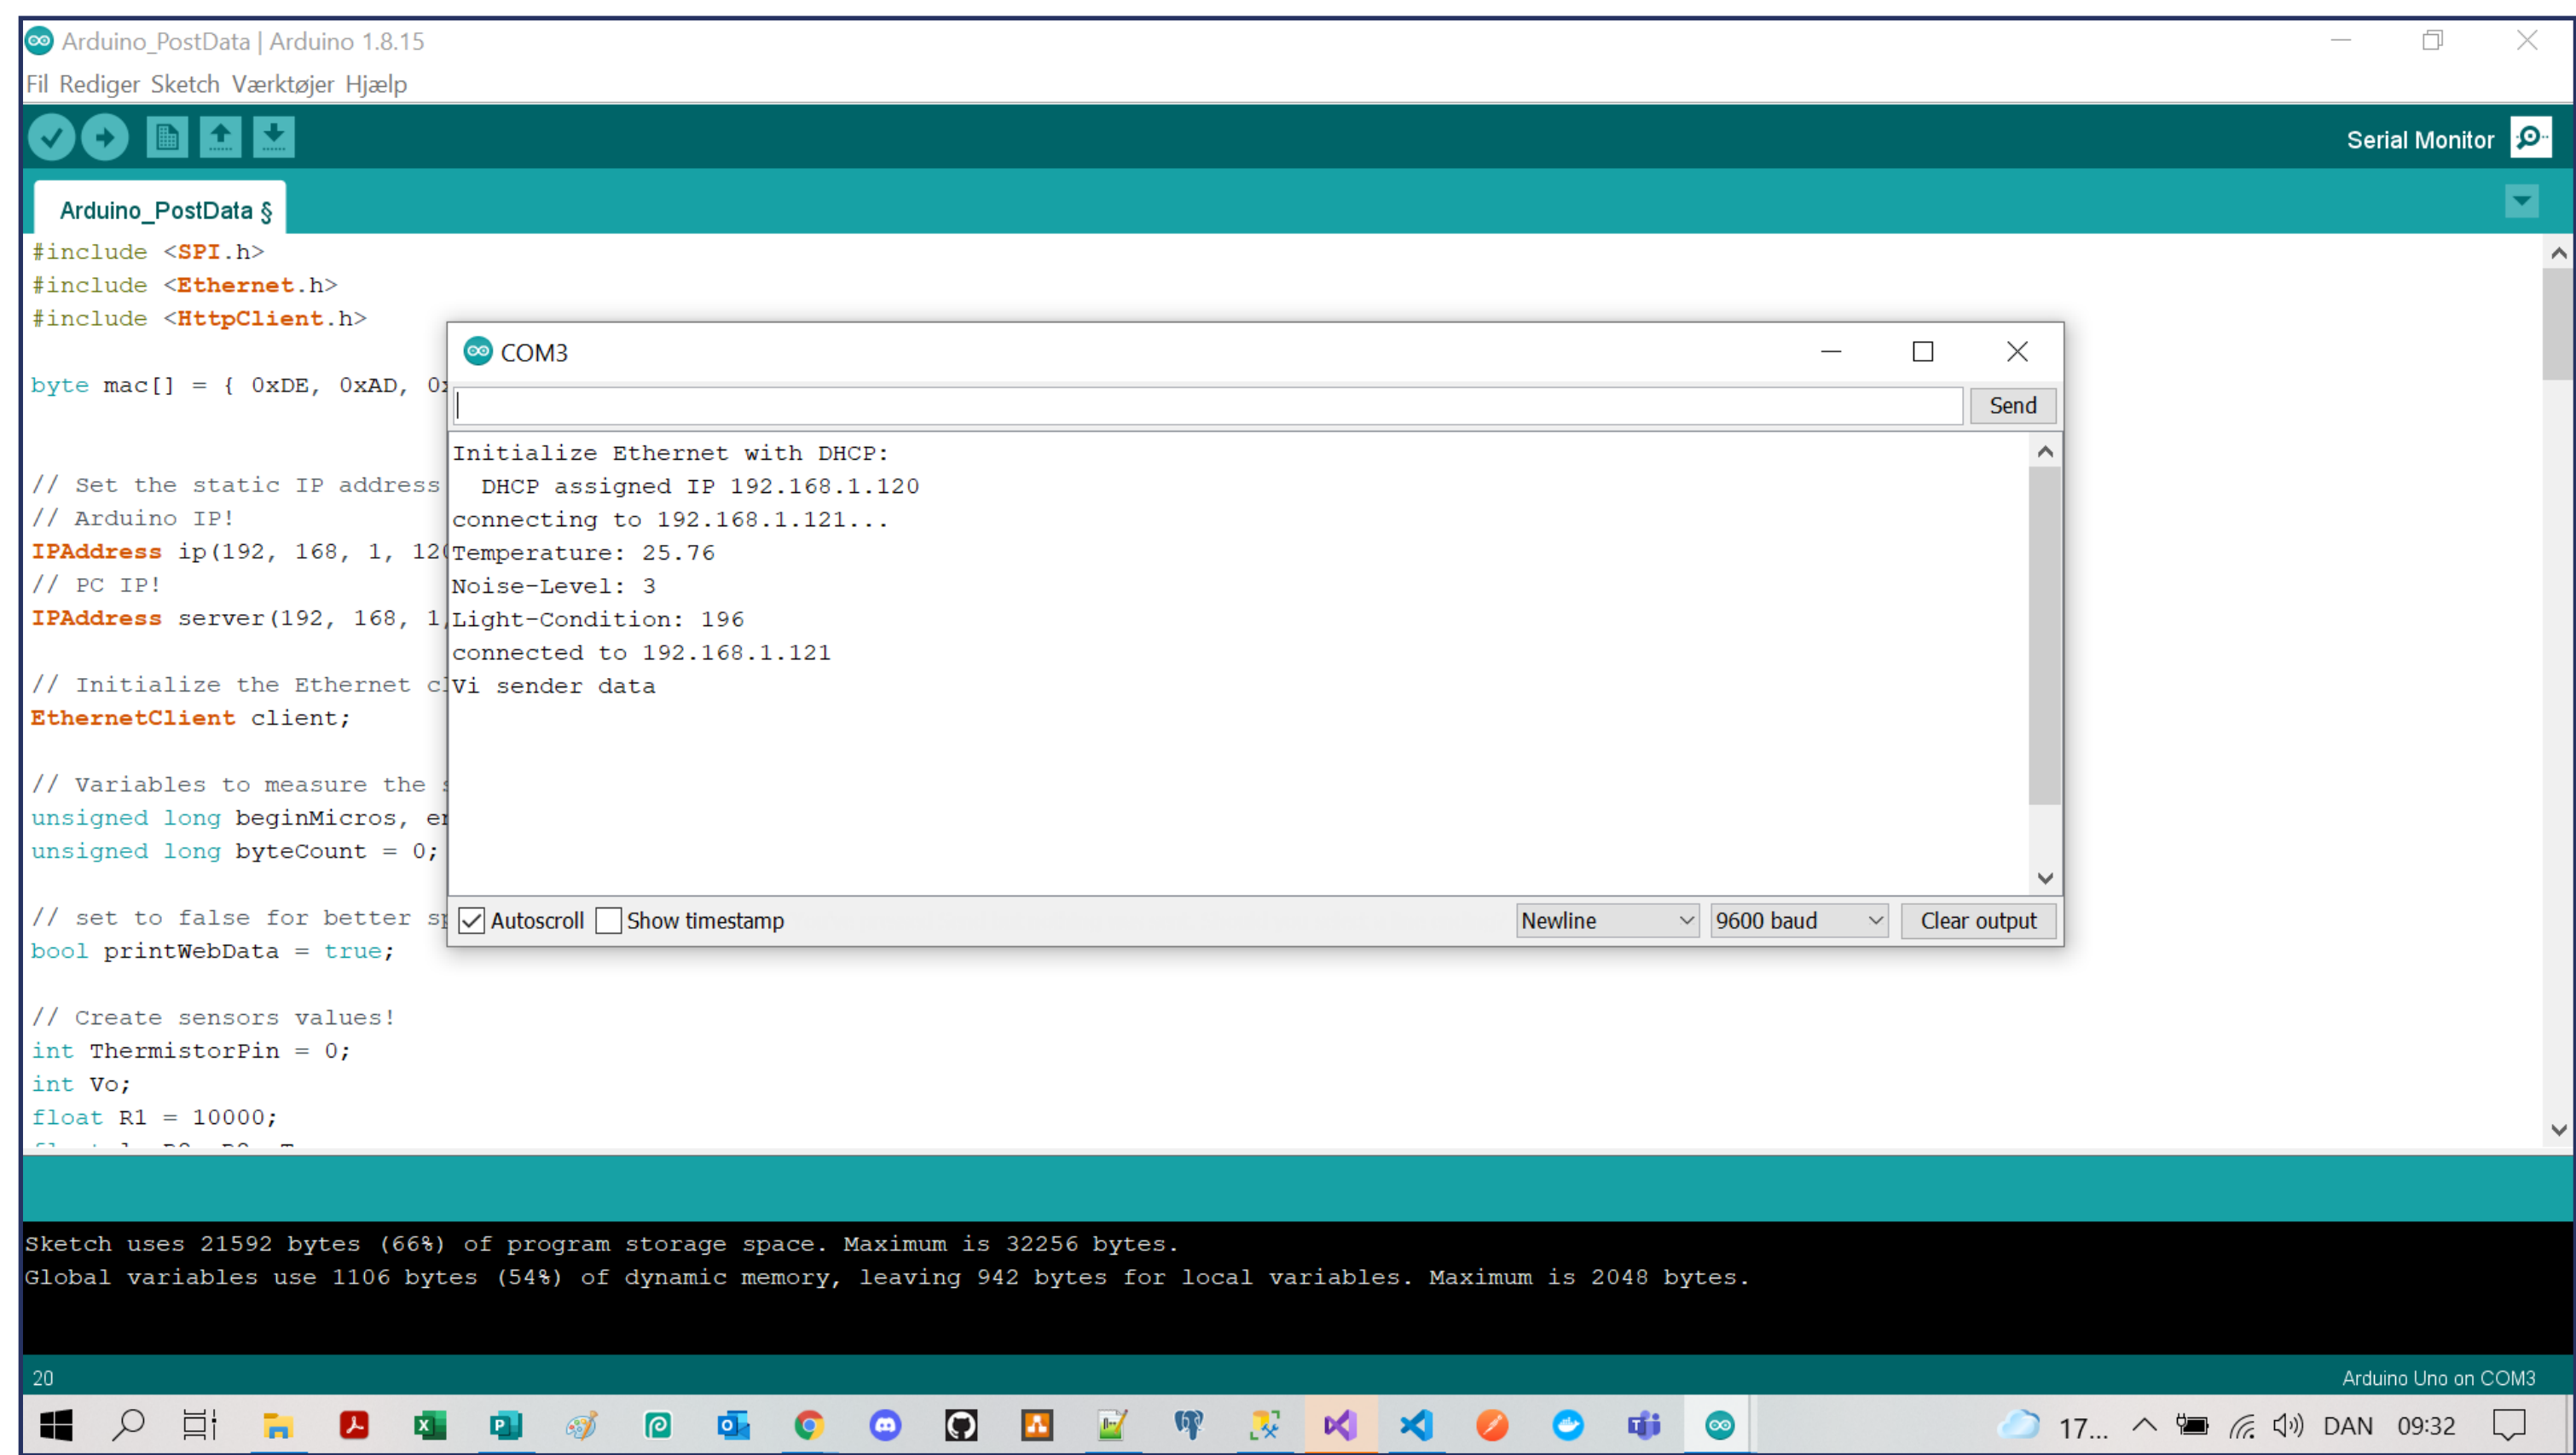 Arduino_PostData | Arduino 1.8.15
Fil Rediger Sketch Værktøjer Hjælp
Serial Monitor
Arduino_PostData §
#include <SPI.h>
#include <Ethernet.h>
#include <HttpClient.h>
byte mac[] = { 0xDE, 0xAD,
// Set the static IP address
// Arduino IP!
IPAddress ip(192, 168, 1, 120
// PC IP!
IPAddress server(192, 168, 1,
// Initialize the Ethernet
EthernetClient client;
// Variables to measure the
unsigned long beginMicros,
unsigned long byteCount = 0;
// set to false for better
bool printWebData = true;
// Create sensors values!
int ThermistorPin = 0;
int Vo;
float R1 = 10000;
COM3
Send
Initialize Ethernet with DHCP:
DHCP assigned IP 192.168.1.120
connecting to 192.168.1.121...
Temperature: 25.76
Noise-Level: 3
Light-Condition: 196
connected to 192.168.1.121
Vi sender data
Autoscroll Show timestamp Newline 9600 baud Clear output
Sketch uses 21592 bytes (66%) of program storage space. Maximum is 32256 bytes.
Global variables use 1106 bytes (54%) of dynamic memory, leaving 942 bytes for local variables. Maximum is 2048 bytes.
20 Arduino Uno on COM3
17... DAN 09:32